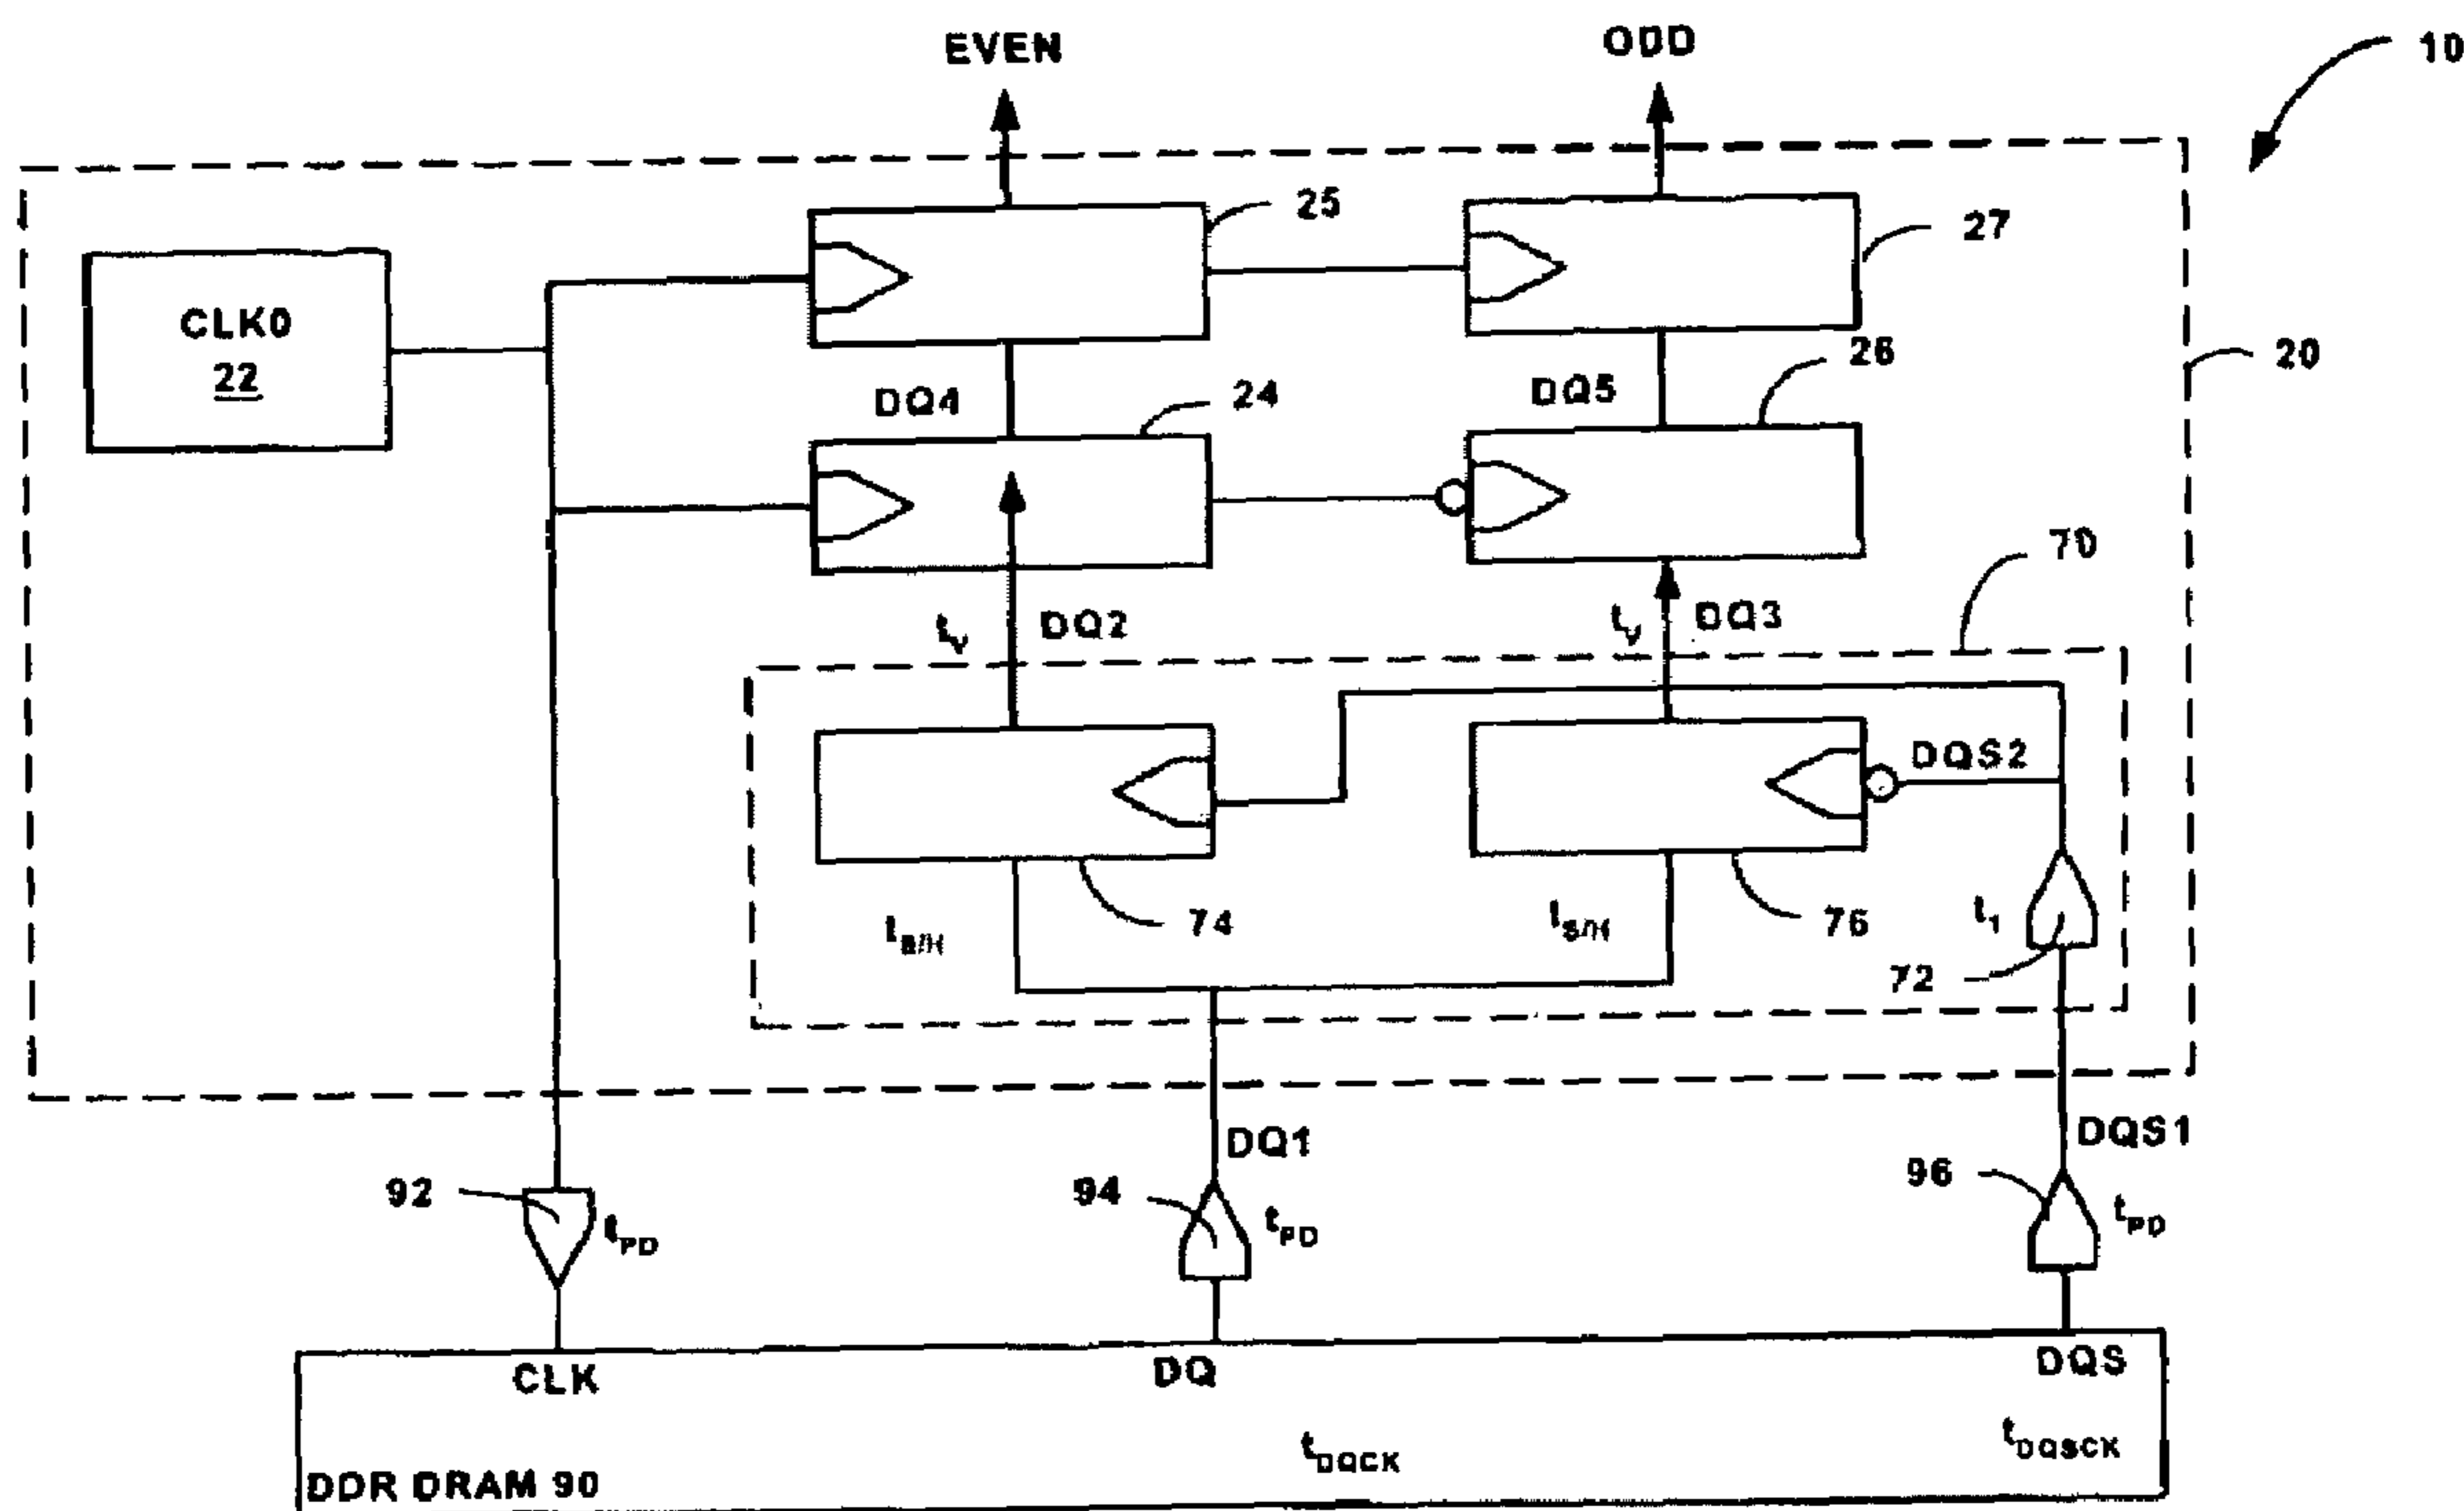 EVEN
ODD
10
25
27
CLK0
22
26
20
DQ4
24
DQ5
70
tV
DQ2
tV
DQ3
DQS2
tS/H
74
tS/H
76
t1
72
DQ1
DQS1
92
tPD
94
tPD
96
tPD
CLK
DQ
DQS
tDQCK
tDQSCK
DDR DRAM 90